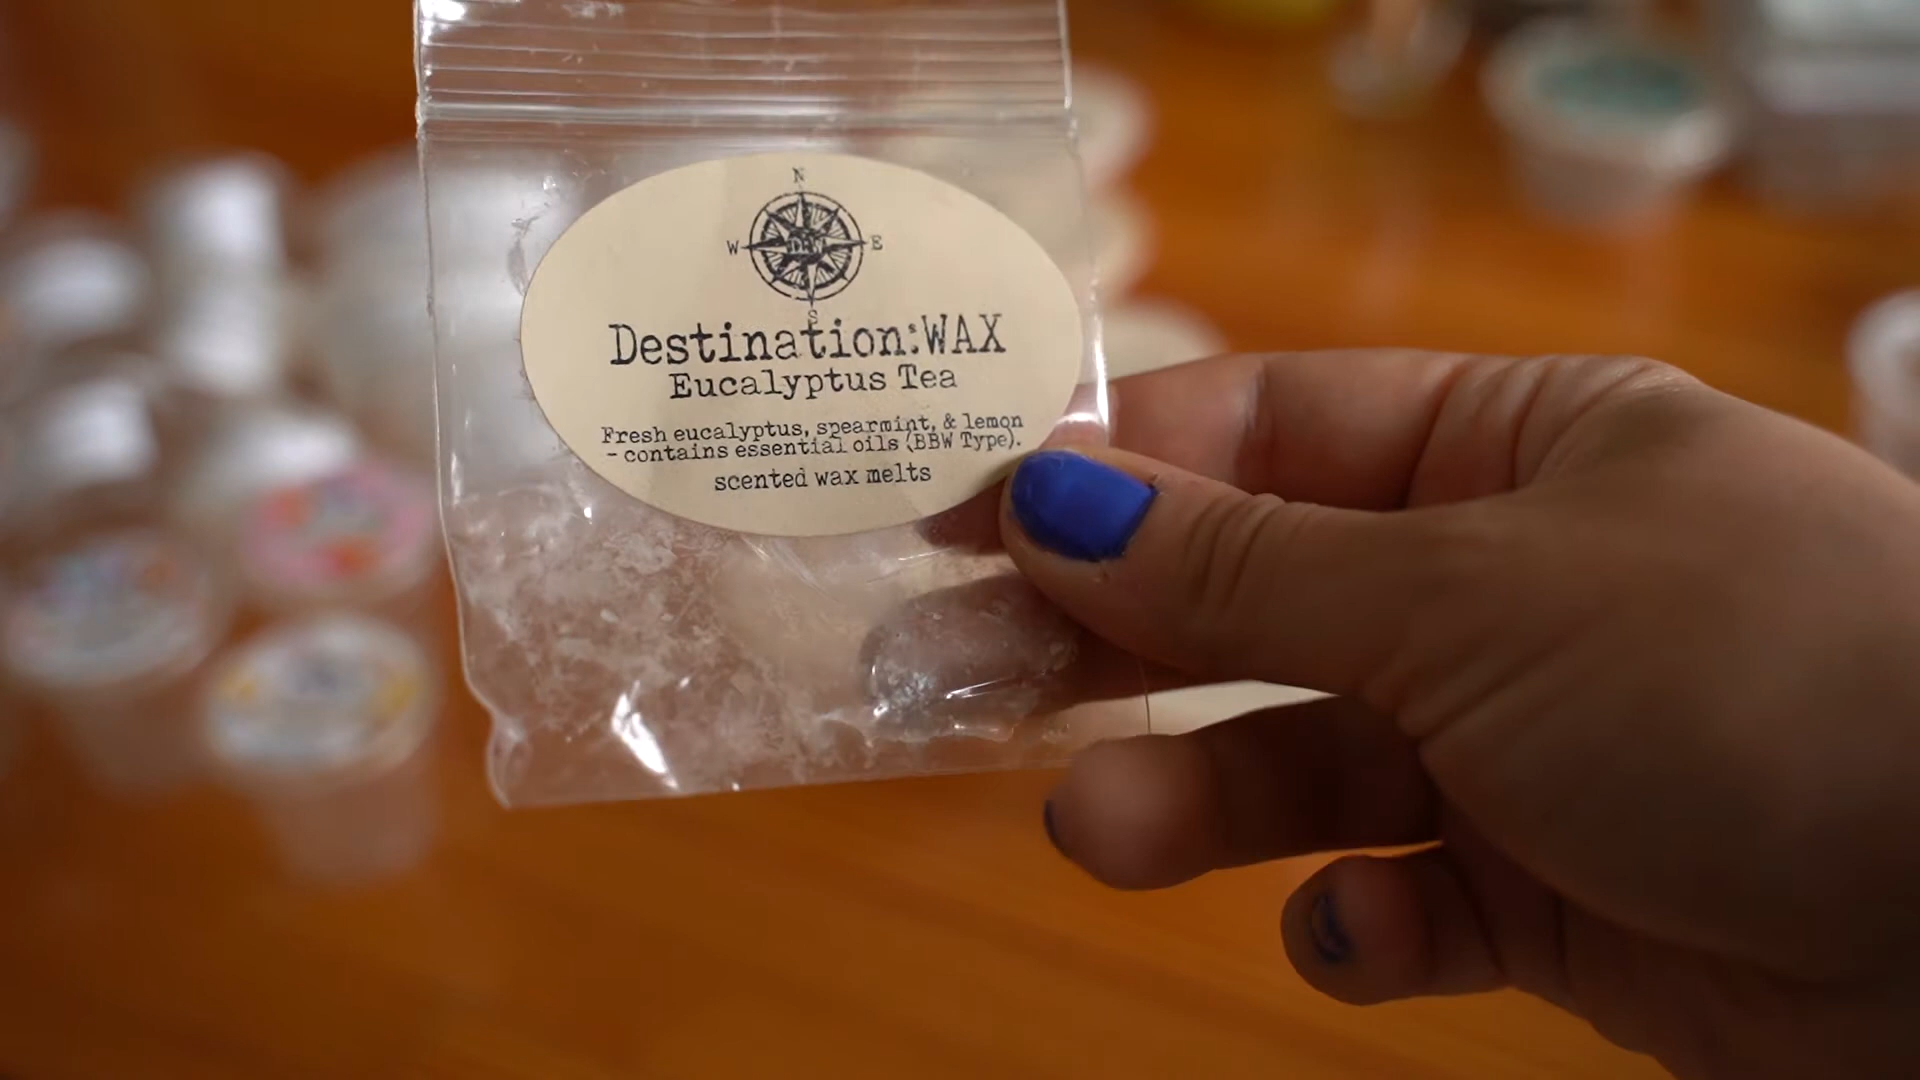 N
W E
S
Destination:WAX
Eucalyptus Tea
Fresh eucalyptus, spearmint, & lemon
- contains essential oils (BBW Type).
scented wax melts